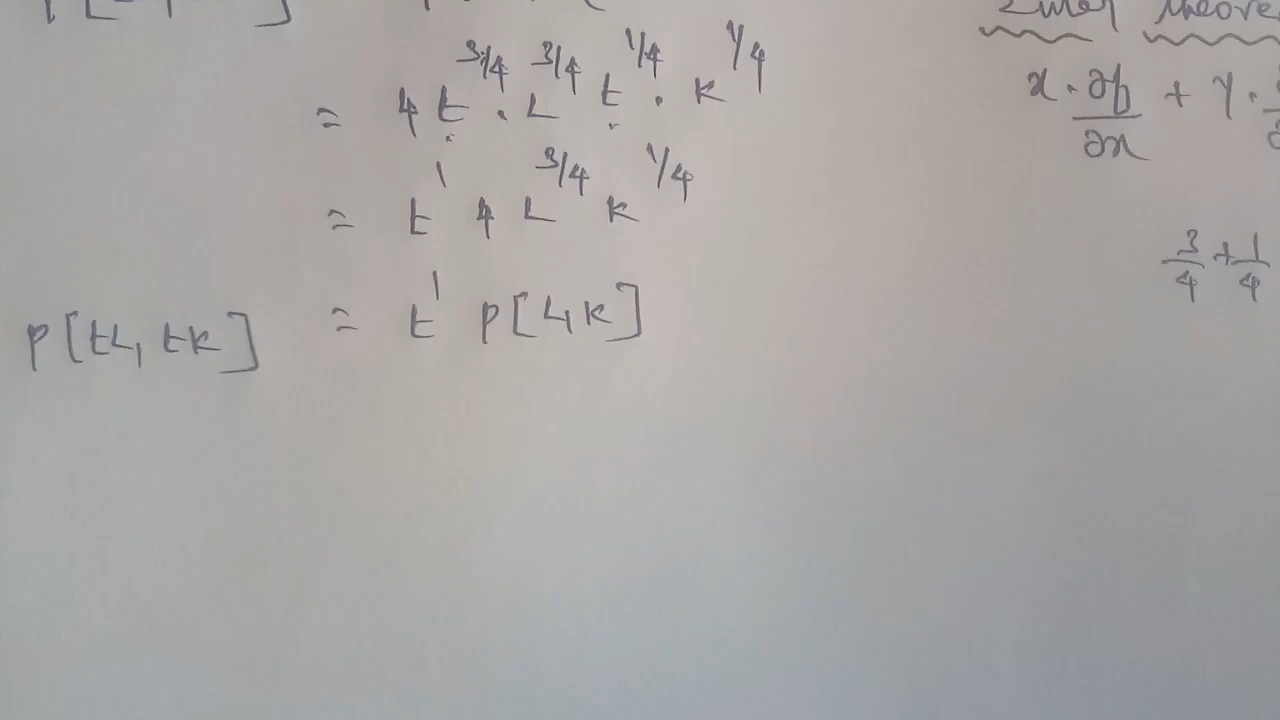 = 4 t^3/4 . L^3/4 t^1/4 . K^1/4
= t^1 4 L^3/4 K^1/4
P[tL, tK] = t^1 P[L, K]
Euler theore
x . ∂f/∂x + y .
3/4 + 1/4